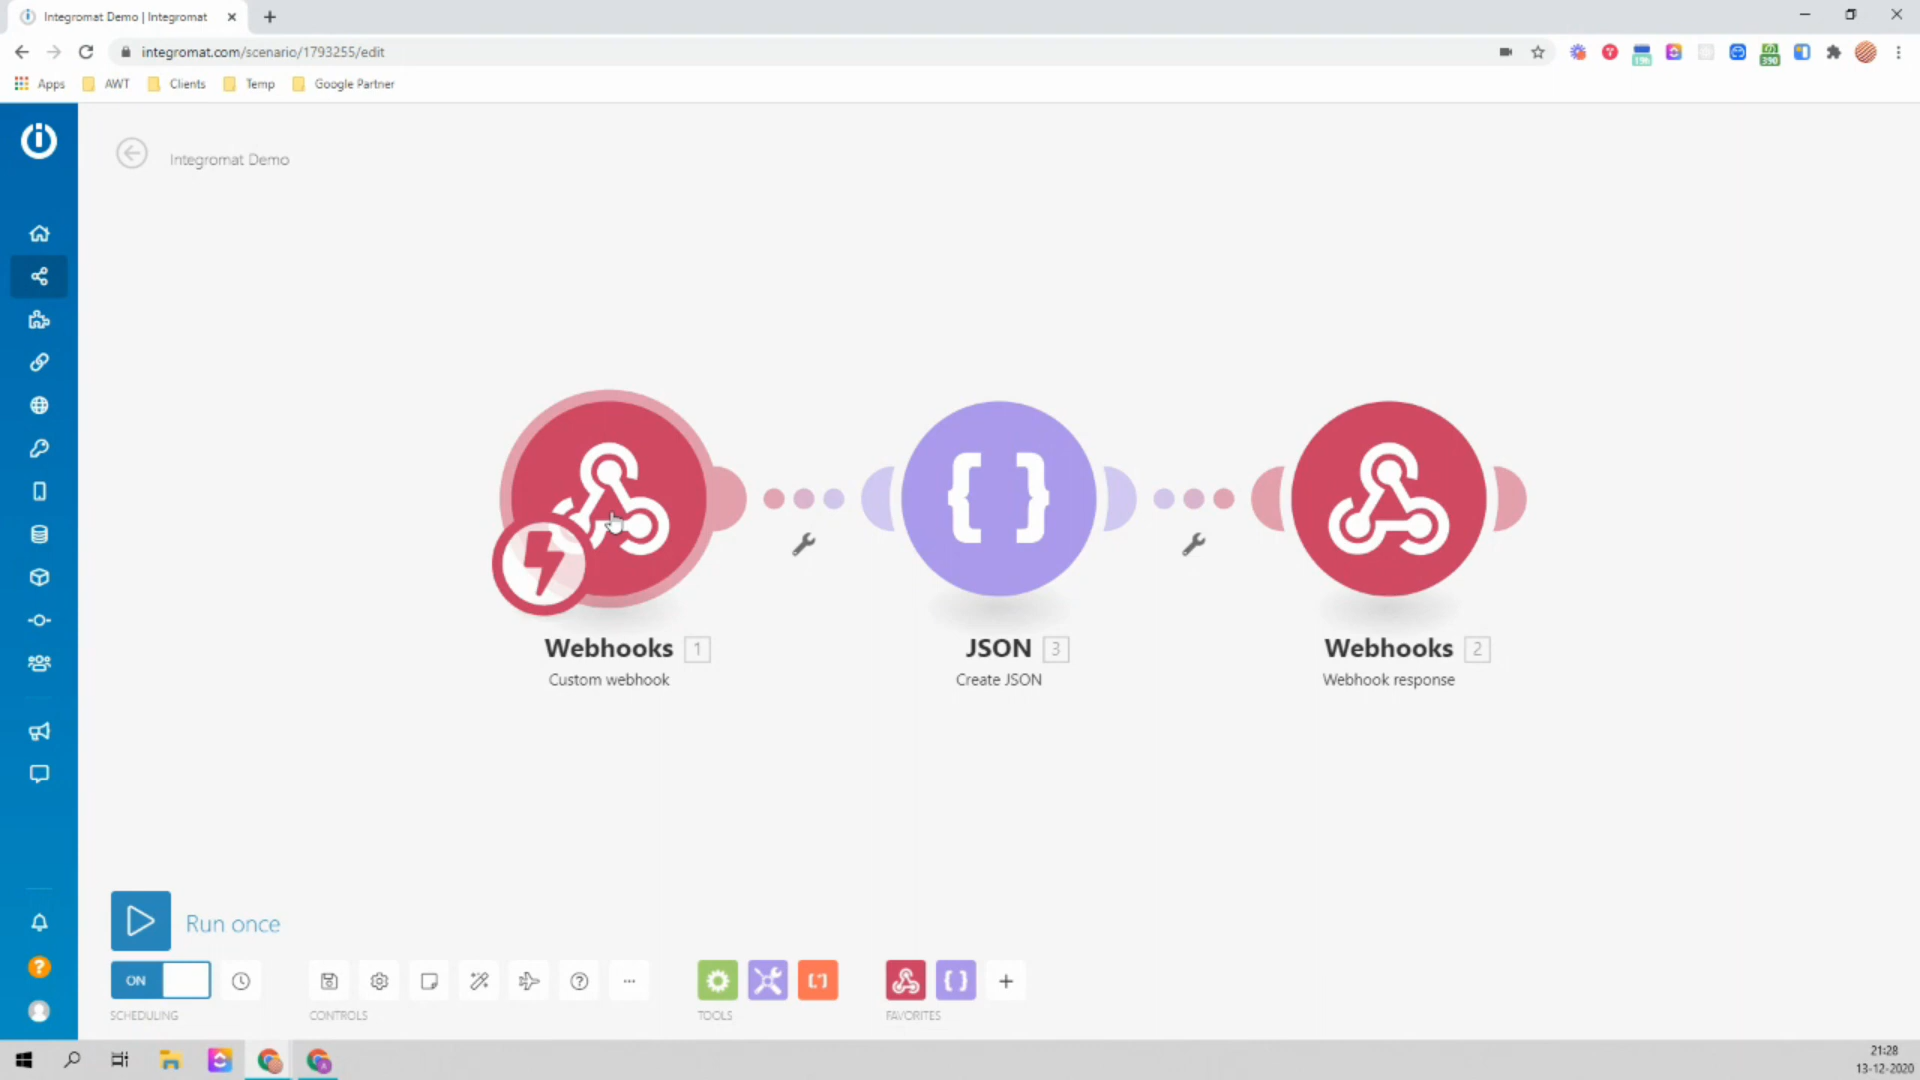 Integromat Demo | Integromat
integromat.com/scenario/1793255/edit
196
390
Apps
AWT
Clients
Temp
Google Partner
Integromat Demo
Webhooks 1
Custom webhook
JSON 3
Create JSON
Webhooks 2
Webhook response
Run once
ON
SCHEDULING
CONTROLS
TOOLS
FAVORITES
21:28
13-12-2020